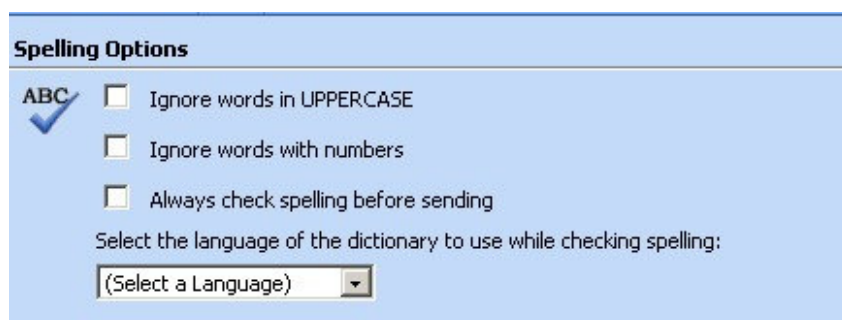 Spelling Options
ABC
Ignore words in UPPERCASE
Ignore words with numbers
Always check spelling before sending
Select the language of the dictionary to use while checking spelling:
(Select a Language)